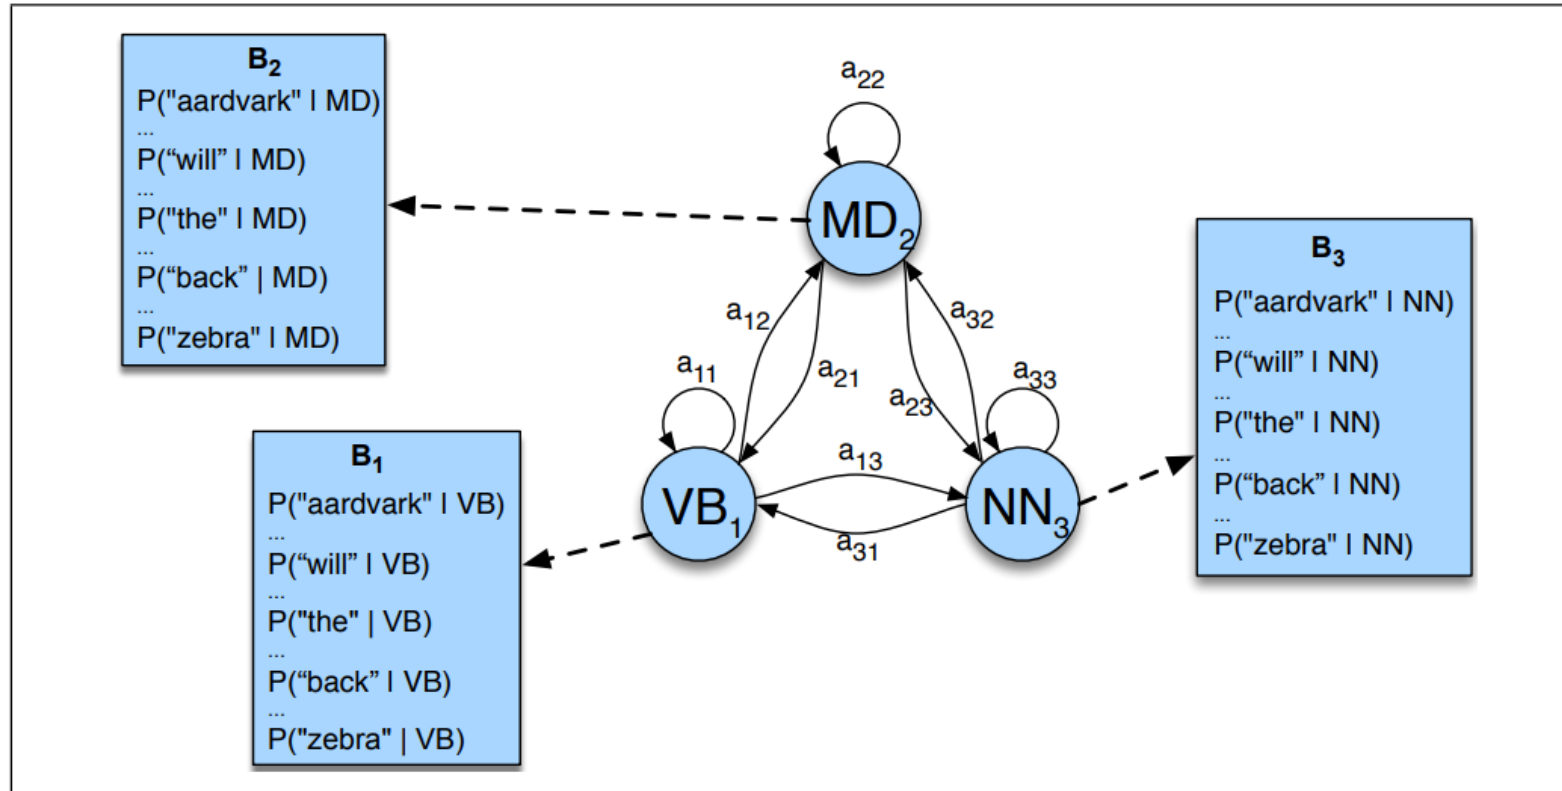 B2
P("aardvark" | MD)
...
P(“will” | MD)
...
P("the" | MD)
...
P(“back” | MD)
...
P("zebra" | MD)
a22
MD2
a12
a21
a32
a23
a11
a33
a13
a31
VB1
NN3
B1
P("aardvark" | VB)
...
P(“will” | VB)
...
P("the" | VB)
...
P(“back” | VB)
...
P("zebra" | VB)
B3
P("aardvark" | NN)
...
P(“will” | NN)
...
P("the" | NN)
...
P(“back” | NN)
...
P("zebra" | NN)